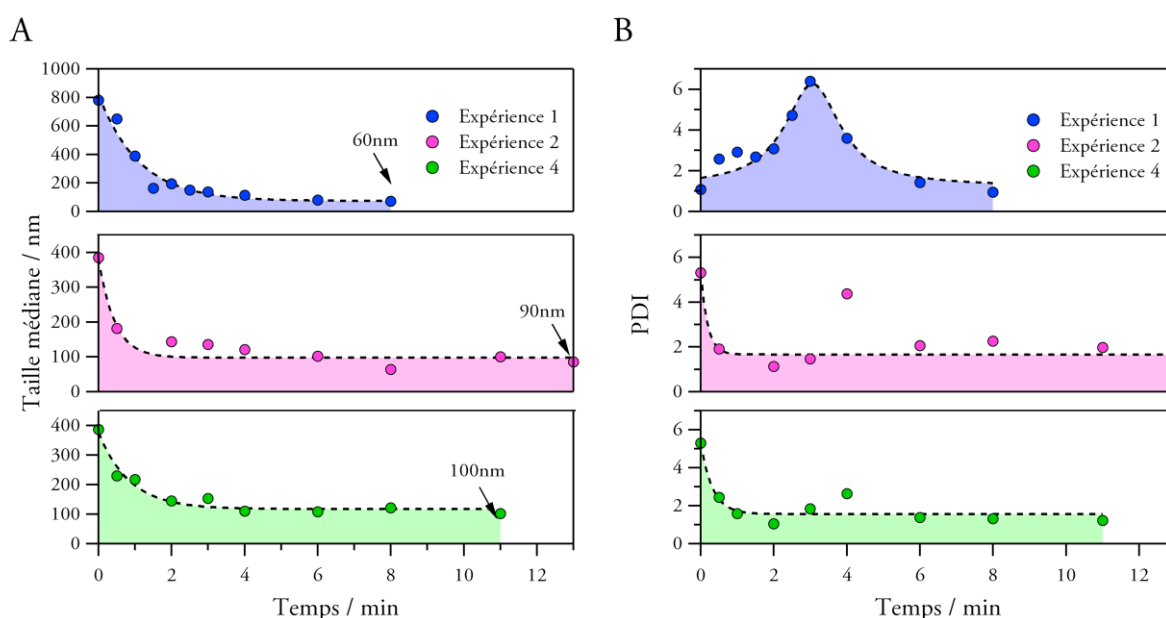 A
B
1000
800
600
400
200
0
Expérience 1
Expérience 2
Expérience 4
60nm
400
300
200
100
0
90nm
400
300
200
100
0
100nm
0 2 4 6 8 10 12
Taille médiane / nm
Temps / min
6
4
2
0
Expérience 1
Expérience 2
Expérience 4
6
4
2
0
6
4
2
0
0 2 4 6 8 10 12
PDI
Temps / min